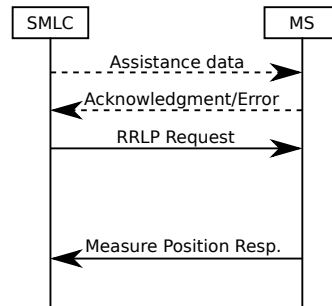 SMLC
MS
Assistance data
Acknowledgment/Error
RRLP Request
Measure Position Resp.